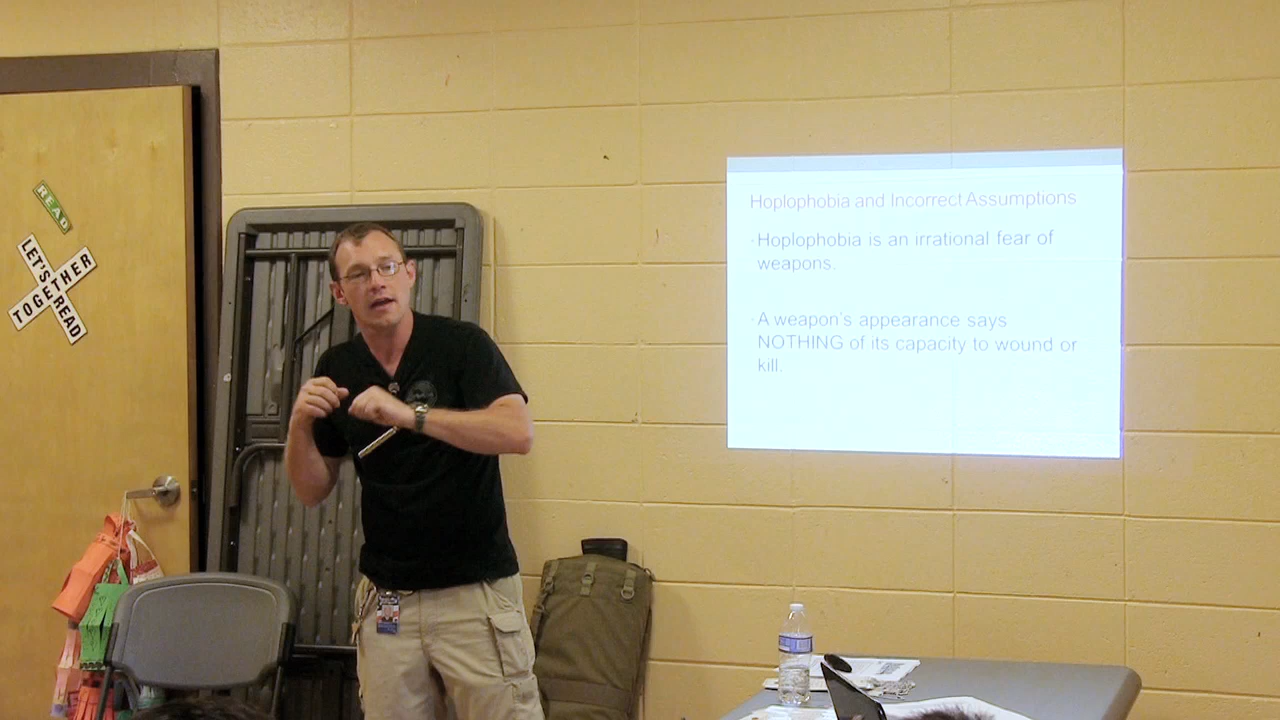 READ
LET'S
TOGETHER
READ
Hoplophobia and Incorrect Assumptions
·Hoplophobia is an irrational fear of
weapons.
·A weapon's appearance says
NOTHING of its capacity to wound or
kill.